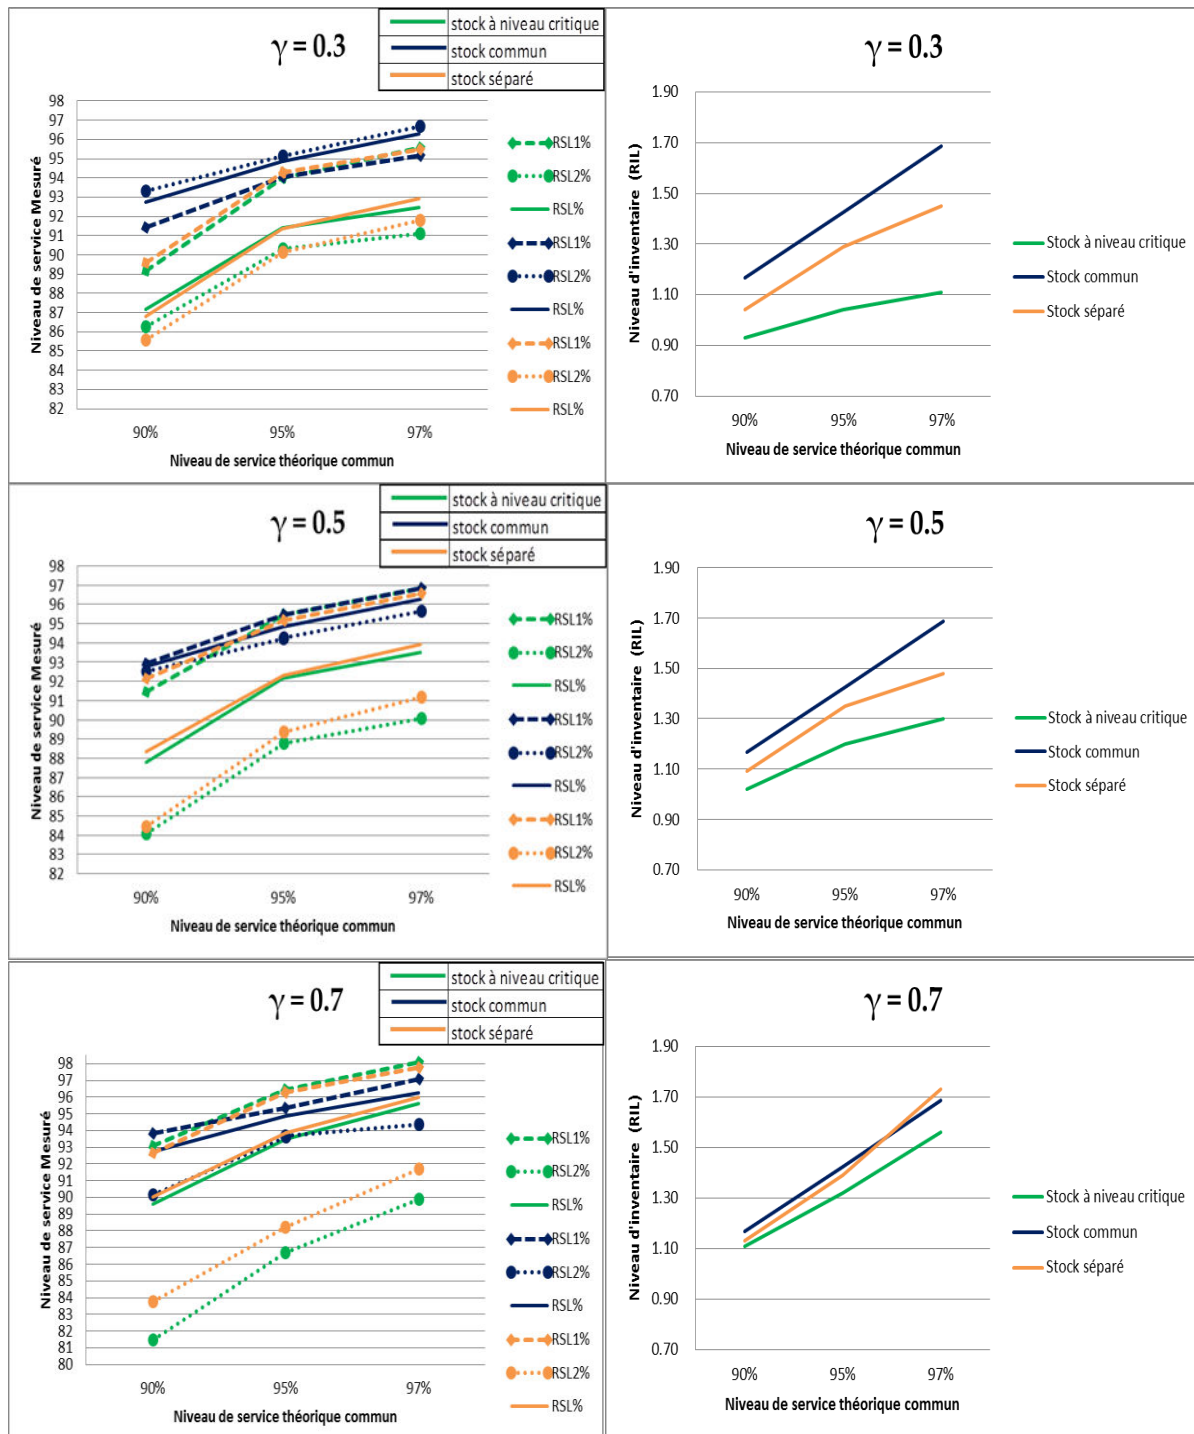 γ = 0.3
stock à niveau critique
stock commun
stock séparé
Niveau de service Mesuré
98
97
96
95
94
93
92
91
90
89
88
87
86
85
84
83
82
90%
95%
97%
Niveau de service théorique commun
RSL1%
RSL2%
RSL%
RSL1%
RSL2%
RSL%
RSL1%
RSL2%
RSL%
γ = 0.3
Niveau d'inventaire (RIL)
1.90
1.70
1.50
1.30
1.10
0.90
0.70
90%
95%
97%
Niveau de service théorique commun
Stock à niveau critique
Stock commun
Stock séparé
γ = 0.5
stock à niveau critique
stock commun
stock séparé
Niveau de service Mesuré
98
97
96
95
94
93
92
91
90
89
88
87
86
85
84
83
82
90%
95%
97%
Niveau de service théorique commun
RSL1%
RSL2%
RSL%
RSL1%
RSL2%
RSL%
RSL1%
RSL2%
RSL%
γ = 0.5
Niveau d'inventaire (RIL)
1.90
1.70
1.50
1.30
1.10
0.90
0.70
90%
95%
97%
Niveau de service théorique commun
Stock à niveau critique
Stock commun
Stock séparé
γ = 0.7
stock à niveau critique
stock commun
stock séparé
Niveau de service Mesuré
98
97
96
95
94
93
92
91
90
89
88
87
86
85
84
83
82
81
80
90%
95%
97%
Niveau de service théorique commun
RSL1%
RSL2%
RSL%
RSL1%
RSL2%
RSL%
RSL1%
RSL2%
RSL%
γ = 0.7
Niveau d'inventaire (RIL)
1.90
1.70
1.50
1.30
1.10
0.90
0.70
90%
95%
97%
Niveau de service théorique commun
Stock à niveau critique
Stock commun
Stock séparé